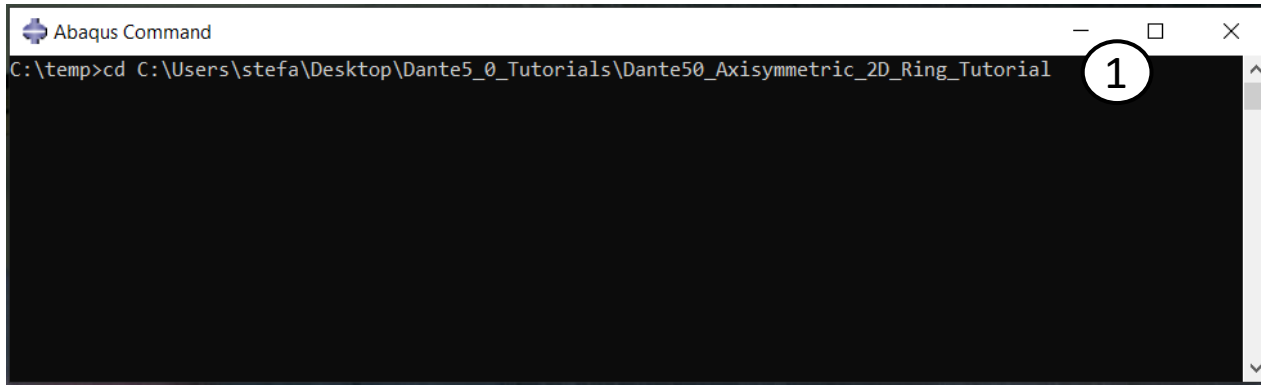 Abaqus Command
C:\temp>cd C:\Users\stefa\Desktop\Dante5_0_Tutorials\Dante50_Axisymmetric_2D_Ring_Tutorial
1